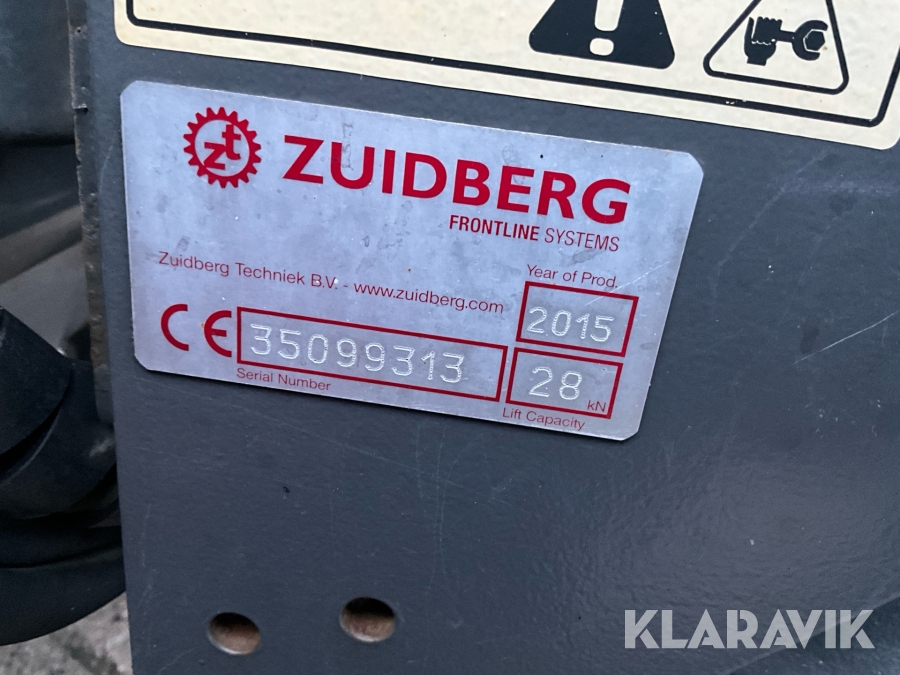 zt ZUIDBERG
FRONTLINE SYSTEMS
Zuidberg Techniek B.V. - www.zuidberg.com
Year of Prod.
2015
CE 35099313
Serial Number
28 kN
Lift Capacity
KLARAVIK